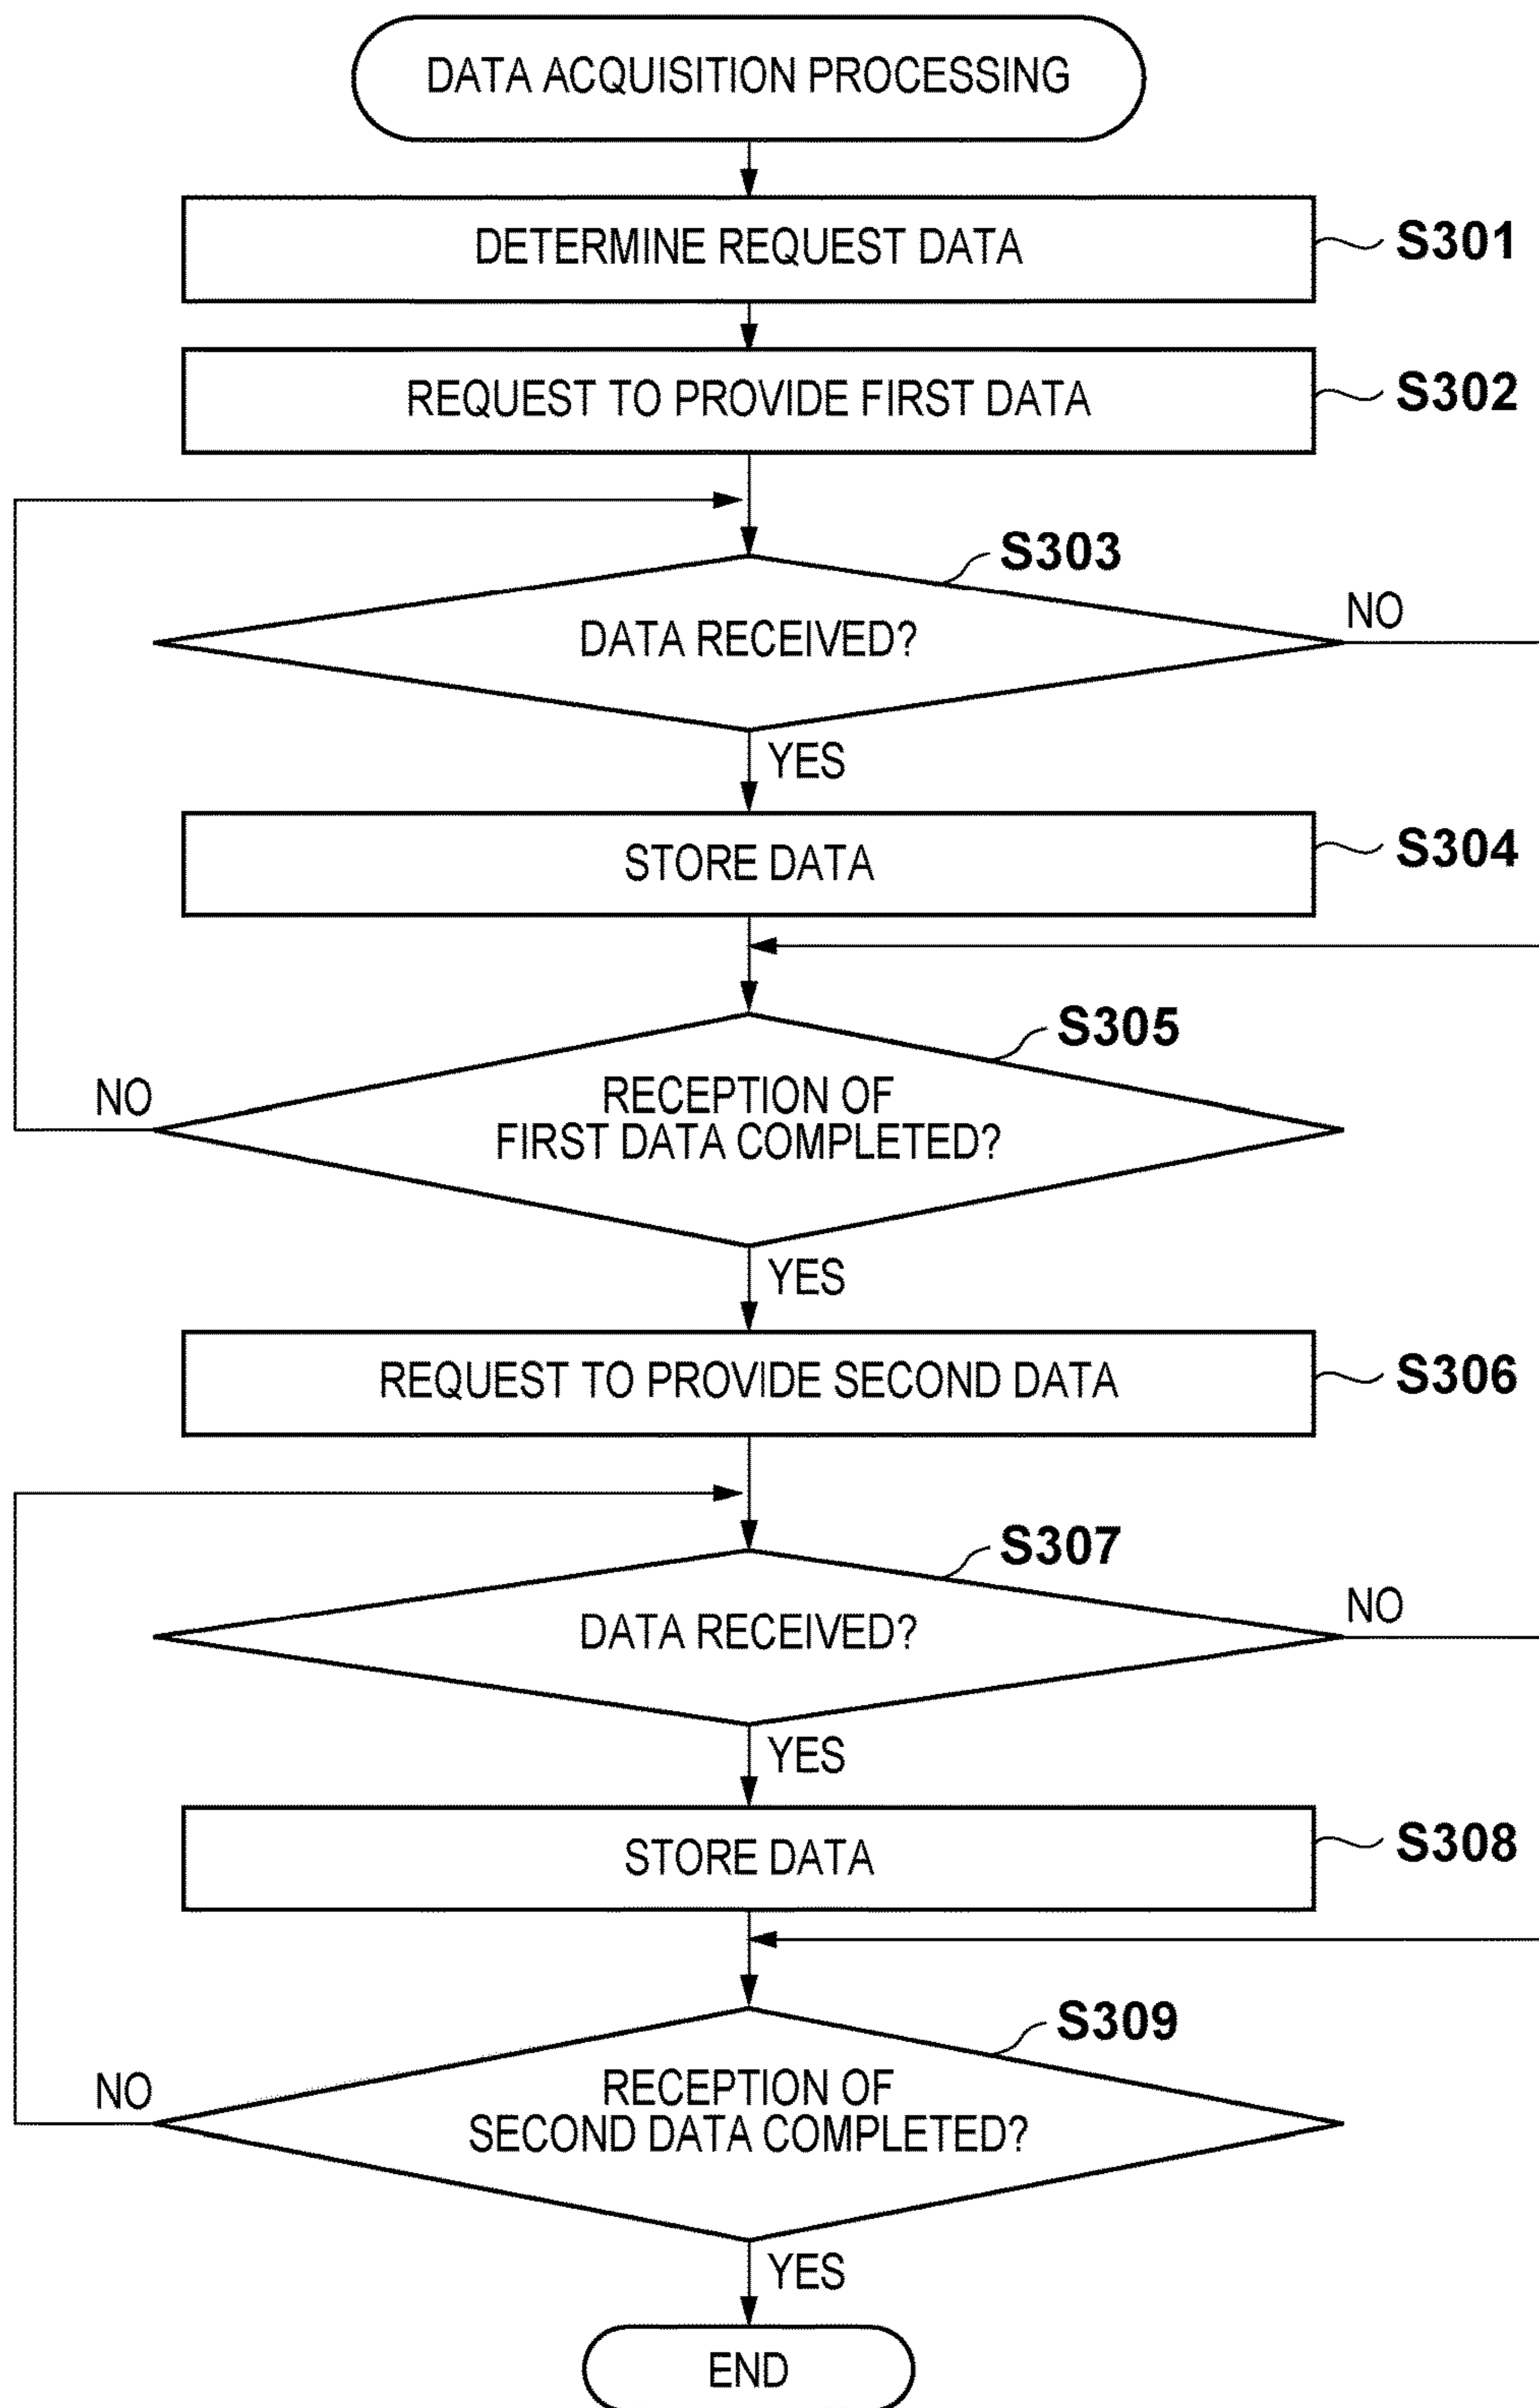 DATA ACQUISITION PROCESSING
DETERMINE REQUEST DATA
S301
REQUEST TO PROVIDE FIRST DATA
S302
S303
DATA RECEIVED?
NO
YES
STORE DATA
S304
S305
RECEPTION OF
FIRST DATA COMPLETED?
NO
YES
REQUEST TO PROVIDE SECOND DATA
S306
S307
DATA RECEIVED?
NO
YES
STORE DATA
S308
S309
RECEPTION OF
SECOND DATA COMPLETED?
NO
YES
END